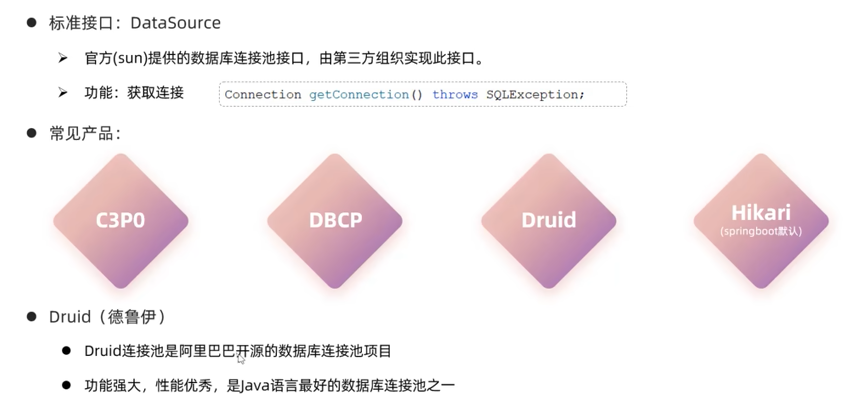 标准接口：DataSource
官方(sun)提供的数据库连接池接口，由第三方组织实现此接口。
功能：获取连接 Connection getConnection() throws SQLException;
常见产品：
C3P0
DBCP
Druid
Hikari
(springboot默认)
Druid（德鲁伊）
Druid连接池是阿里巴巴开源的数据库连接池项目
功能强大，性能优秀，是Java语言最好的数据库连接池之一